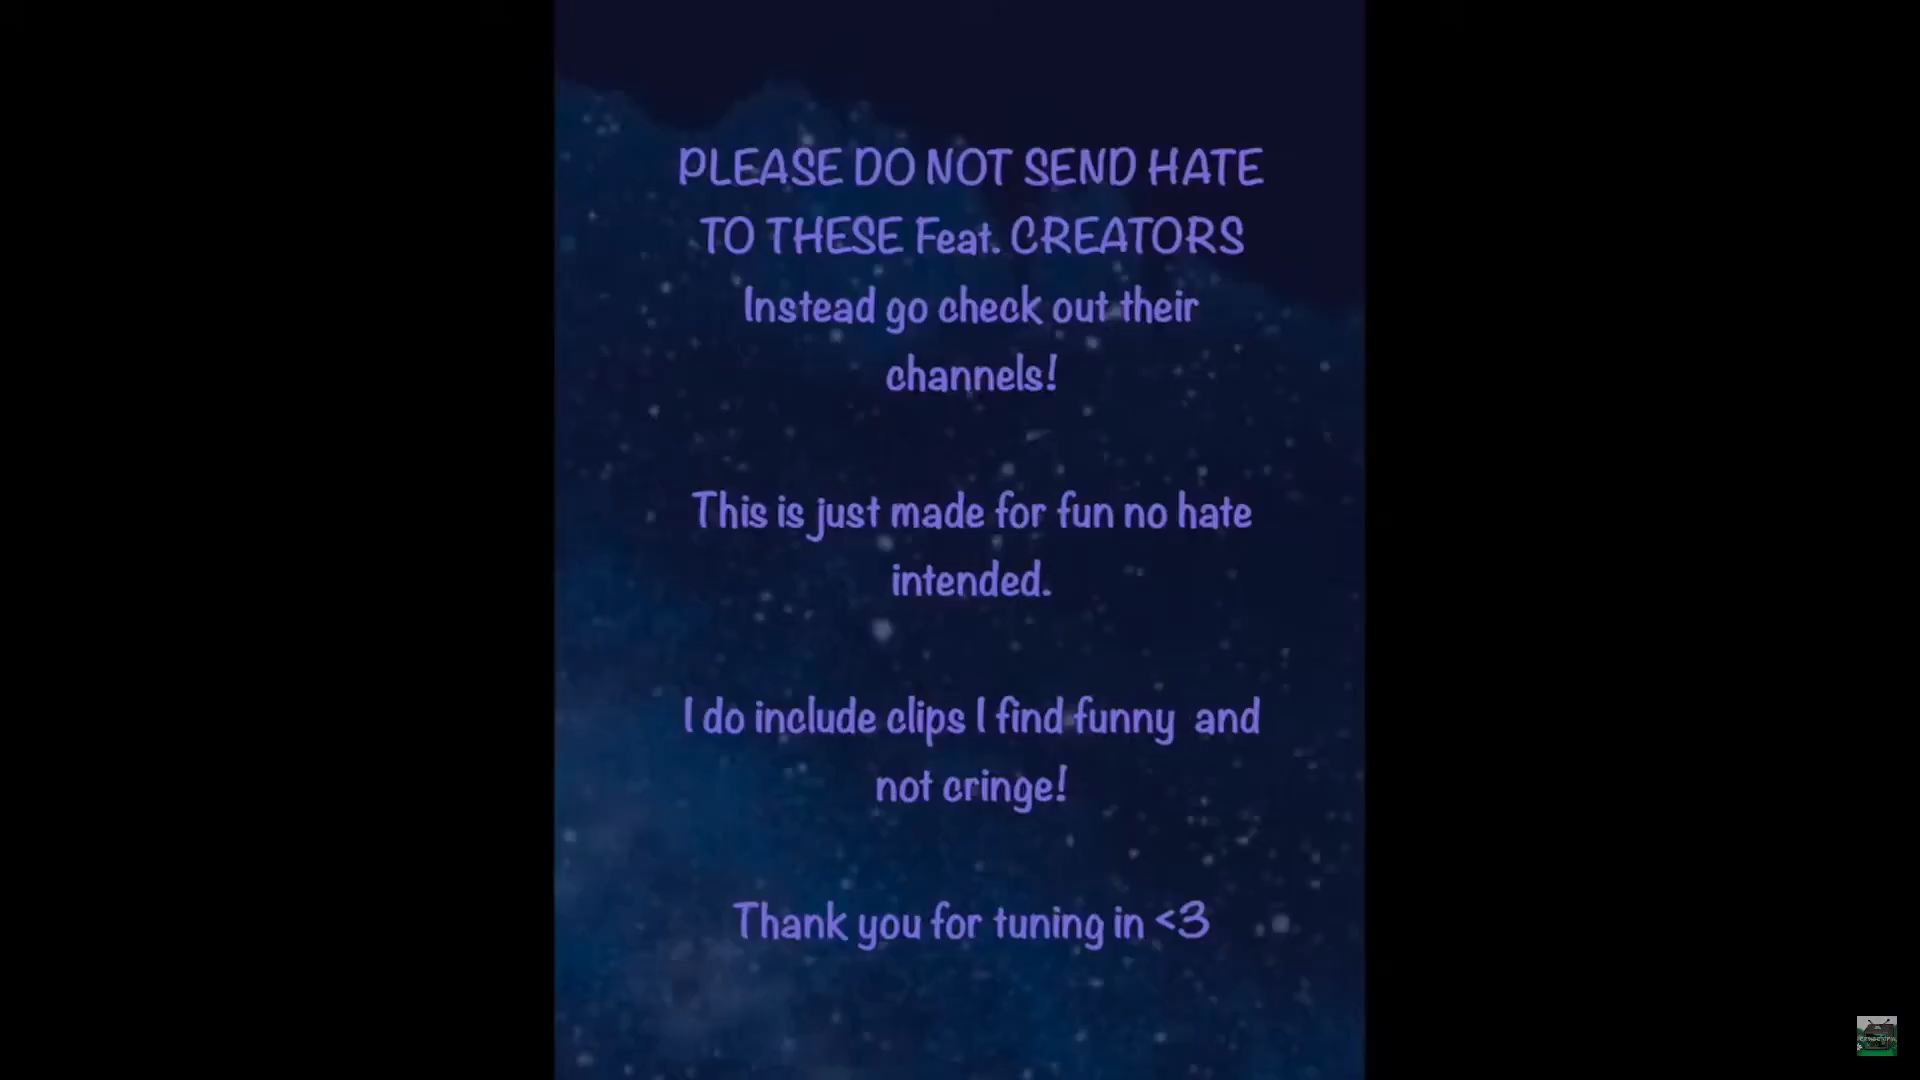 PLEASE DO NOT SEND HATE
TO THESE Feat. CREATORS
Instead go check out their
channels!
This is just made for fun no hate
intended.
I do include clips I find funny and
not cringe!
Thank you for tuning in <3